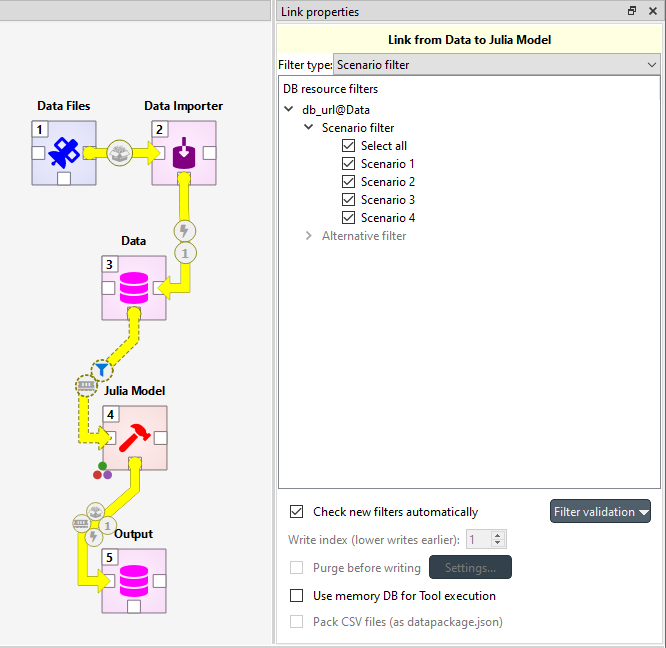 Link properties
Link from Data to Julia Model
Filter type: Scenario filter
DB resource filters
db_url@Data
Scenario filter
Select all
Scenario 1
Scenario 2
Scenario 3
Scenario 4
Alternative filter
Check new filters automatically
Filter validation
Write index (lower writes earlier): 1
Purge before writing
Settings...
Use memory DB for Tool execution
Pack CSV files (as datapackage.json)
Data Files
1
Data Importer
2
1
Data
3
Julia Model
4
1
Output
5